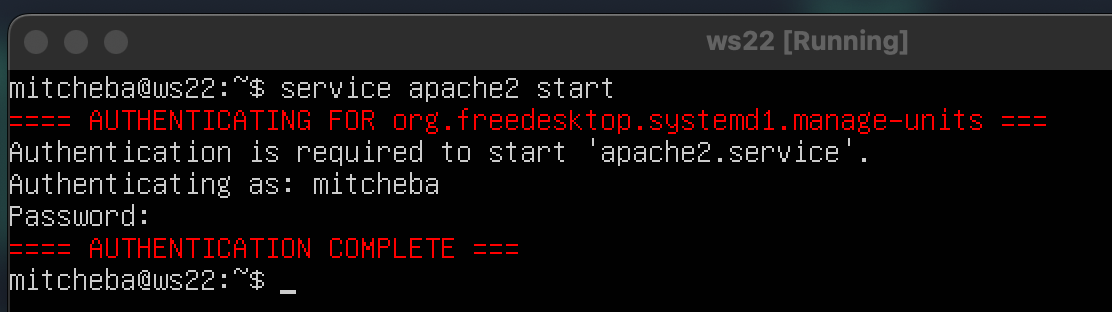 ws22 [Running]
mitcheba@ws22:~$ service apache2 start
==== AUTHENTICATING FOR org.freedesktop.systemd1.manage-units ===
Authentication is required to start 'apache2.service'.
Authenticating as: mitcheba
Password:
==== AUTHENTICATION COMPLETE ===
mitcheba@ws22:~$ _